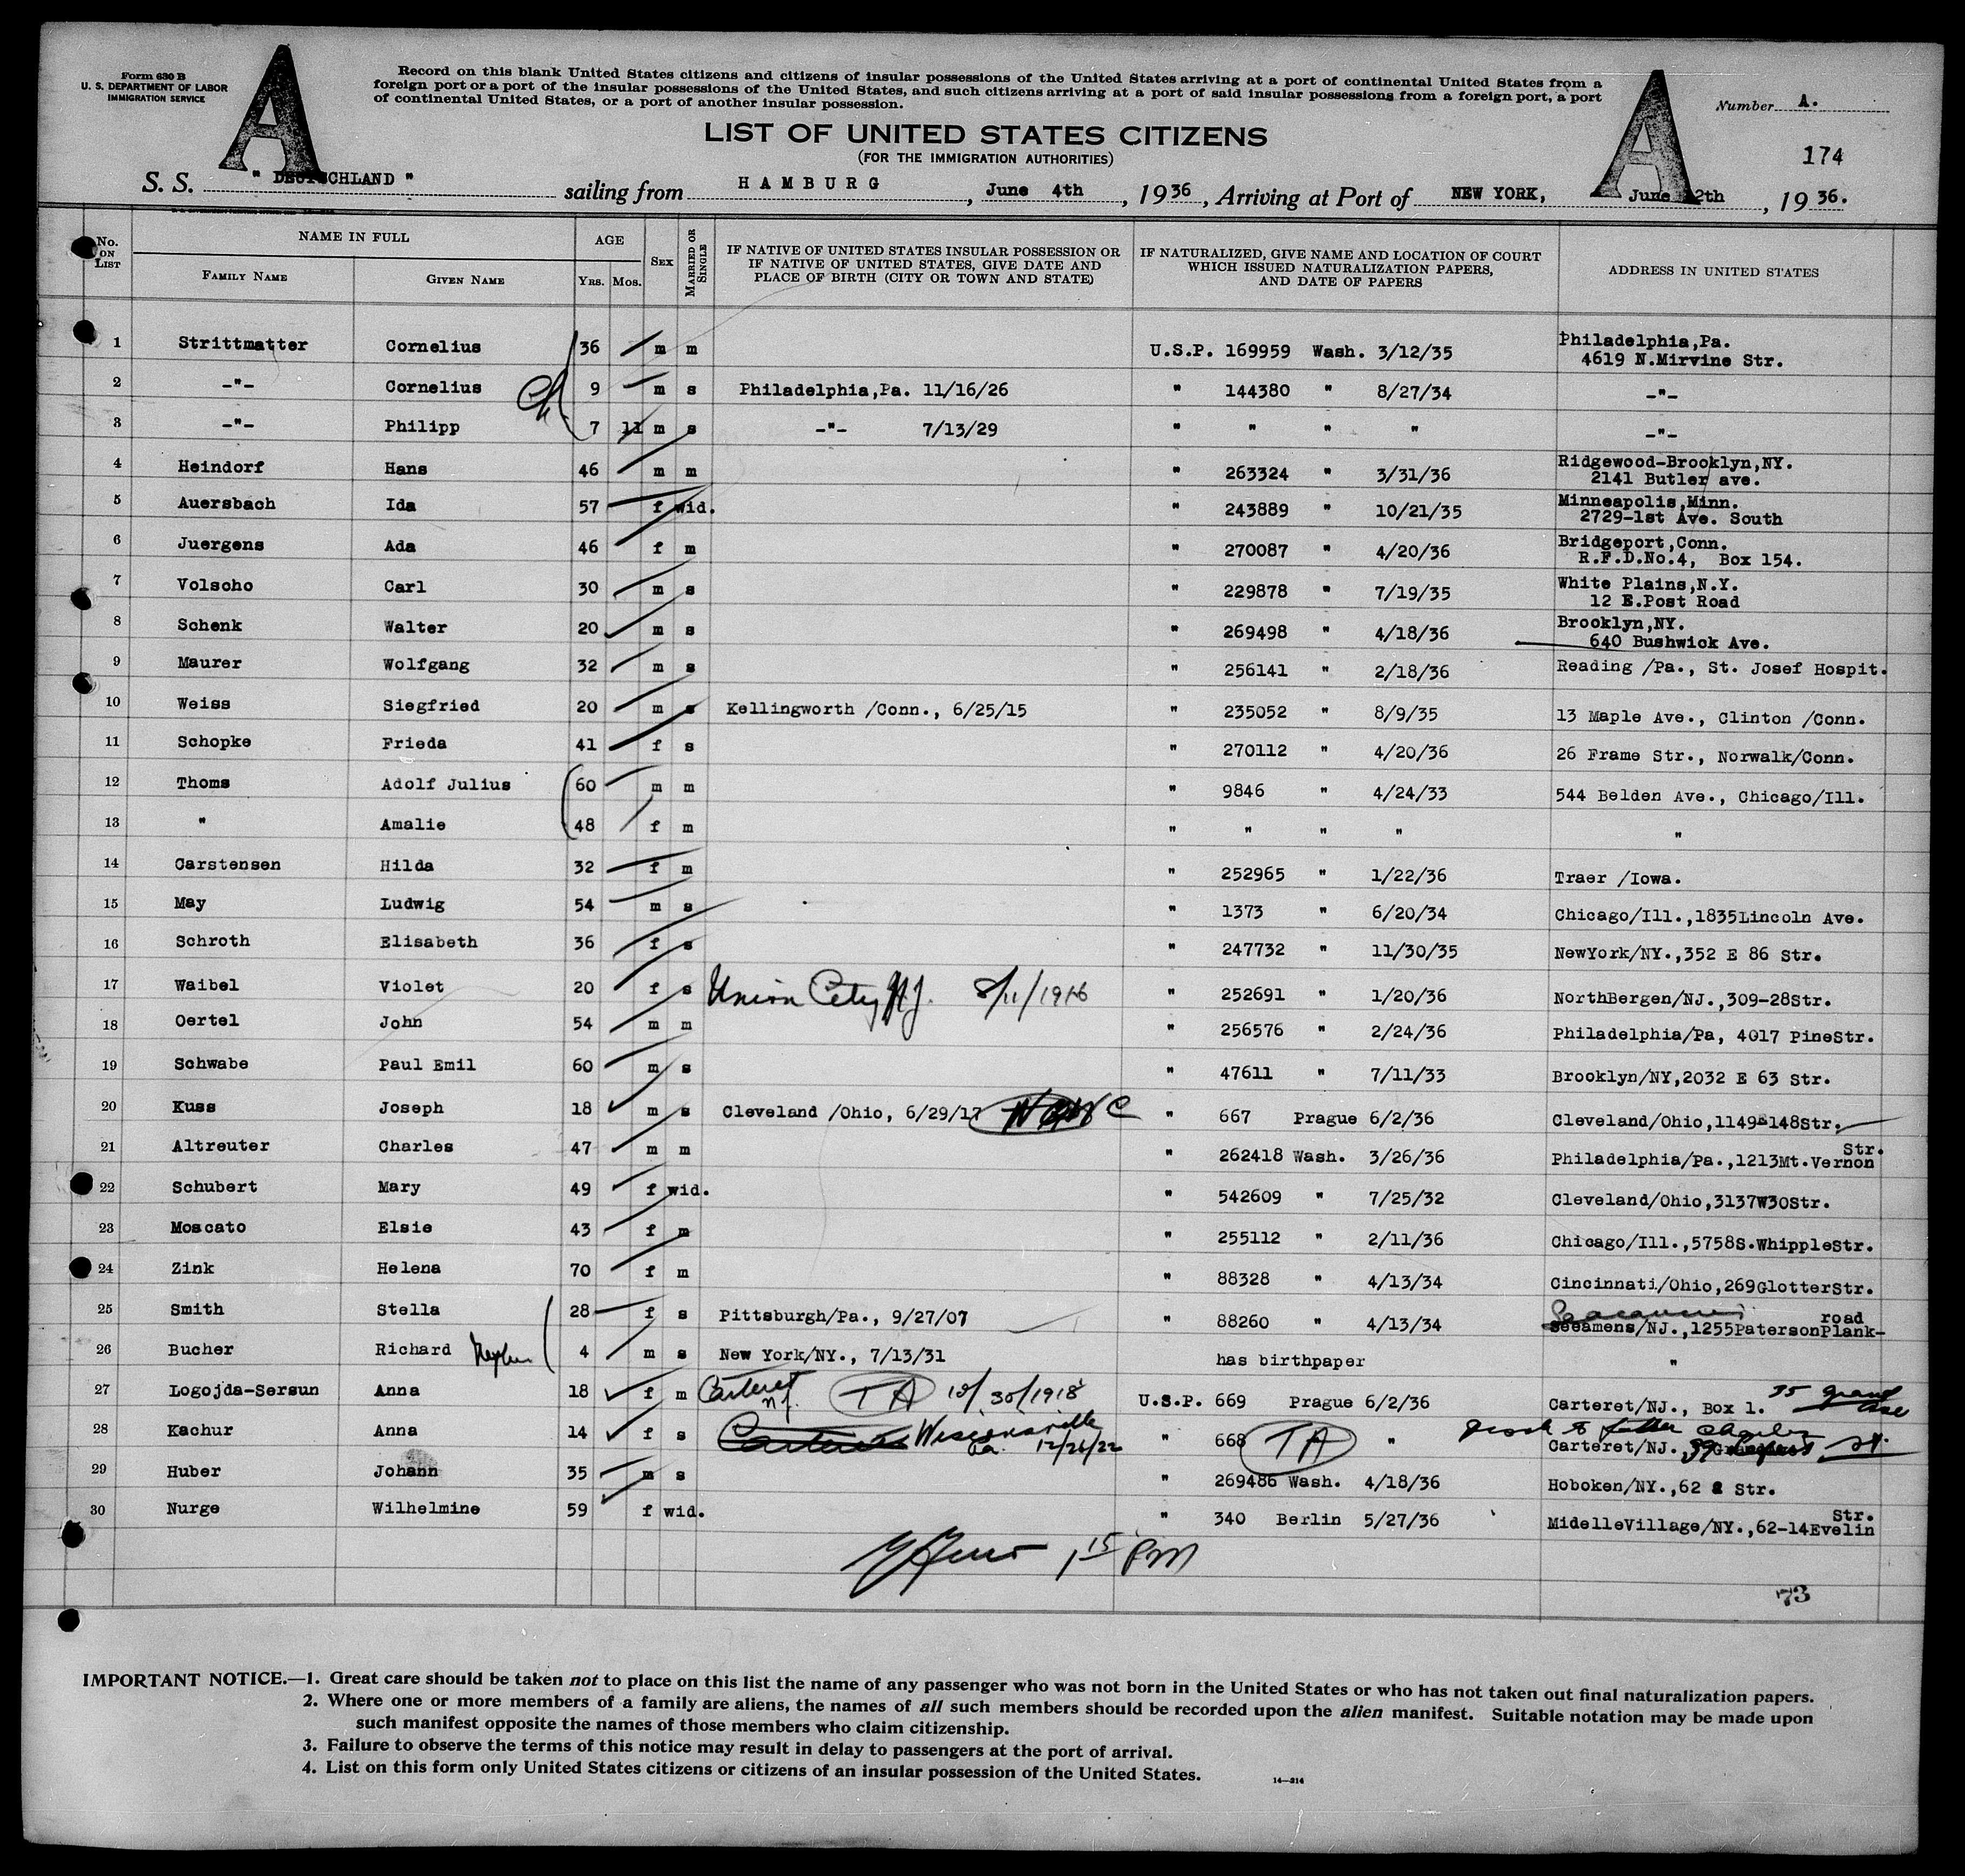 Form 630 B
U. S. DEPARTMENT OF LABOR
IMMIGRATION SERVICE
A
Record on this blank United States citizens and citizens of insular possessions of the United States arriving at a port of continental United States from a
foreign port or a port of the insular possessions of the United States, and such citizens arriving at a port of said insular possessions from a foreign port, a port
of continental United States, or a port of another insular possession.
A
Number A.
LIST OF UNITED STATES CITIZENS
(FOR THE IMMIGRATION AUTHORITIES)
174
S. S. " DEUTSCHLAND " sailing from HAMBURG, June 4th, 1936, Arriving at Port of NEW YORK, June 12th, 1936.
No. ON LIST
NAME IN FULL
FAMILY NAME
GIVEN NAME
AGE
YRS. MOS.
SEX
MARRIED OR SINGLE
IF NATIVE OF UNITED STATES INSULAR POSSESSION OR
IF NATIVE OF UNITED STATES, GIVE DATE AND
PLACE OF BIRTH (CITY OR TOWN AND STATE)
IF NATURALIZED, GIVE NAME AND LOCATION OF COURT
WHICH ISSUED NATURALIZATION PAPERS,
AND DATE OF PAPERS
ADDRESS IN UNITED STATES
1 Strittmatter Cornelius 36 m m U.S.P. 169959 Wash. 3/12/35 Philadelphia,Pa.
4619 N.Mirvine Str.
2 -"- Cornelius 9 m s Philadelphia,Pa. 11/16/26 " 144380 " 8/27/34 -"-
3 -"- Philipp 7 11 m s -"- 7/13/29 " " " " -"-
4 Heindorf Hans 46 m m " 263324 " 3/31/36 Ridgewood-Brooklyn,NY.
2141 Butler ave.
5 Auersbach Ida 57 f wid. " 243889 " 10/21/35 Minneapolis,Minn.
2729-1st Ave. South
6 Juergens Ada 46 f m " 270087 " 4/20/36 Bridgeport,Conn.
R.F.D.No.4, Box 154.
7 Volscho Carl 30 m s " 229878 " 7/19/35 White Plains,N.Y.
12 E.Post Road
8 Schenk Walter 20 m s " 269498 " 4/18/36 Brooklyn,NY.
640 Bushwick Ave.
9 Maurer Wolfgang 32 m s " 256141 " 2/18/36 Reading /Pa., St. Josef Hospit.
10 Weiss Siegfried 20 m s Kellingworth /Conn., 6/25/15 " 235052 " 8/9/35 13 Maple Ave., Clinton /Conn.
11 Schopke Frieda 41 f s " 270112 " 4/20/36 26 Frame Str., Norwalk/Conn.
12 Thoms Adolf Julius 60 m m " 9846 " 4/24/33 544 Belden Ave., Chicago/Ill.
13 " Amalie 48 f m " " " " "
14 Carstensen Hilda 32 f m " 252965 " 1/22/36 Traer /Iowa.
15 May Ludwig 54 m s " 1373 " 6/20/34 Chicago/Ill.,1835Lincoln Ave.
16 Schroth Elisabeth 36 f s " 247732 " 11/30/35 NewYork/NY.,352 E 86 Str.
17 Waibel Violet 20 f s Union City N.J. 8/11/1916 " 252691 " 1/20/36 NorthBergen/NJ.,309-28Str.
18 Oertel John 54 m m " 256576 " 2/24/36 Philadelphia/Pa, 4017 PineStr.
19 Schwabe Paul Emil 60 m s " 47611 " 7/11/33 Brooklyn/NY,2032 E 63 Str.
20 Kuss Joseph 18 m s Cleveland /Ohio, 6/29/17 " 667 Prague 6/2/36 Cleveland/Ohio,1149E148Str.
21 Altreuter Charles 47 m m " 262418 Wash. 3/26/36 Philadelphia/Pa.,1213Mt.Vernon Str.
22 Schubert Mary 49 f wid. " 542609 " 7/25/32 Cleveland/Ohio,3137W30Str.
23 Moscato Elsie 43 f m " 255112 " 2/11/36 Chicago/Ill.,5758S.WhippleStr.
24 Zink Helena 70 f m " 88328 " 4/13/34 Cincinnati/Ohio,269GlotterStr.
25 Smith Stella 28 f s Pittsburgh/Pa., 9/27/07 " 88260 " 4/13/34 /NJ.,1255PatersonPlank- road
26 Bucher Richard Nephew 4 m s New York/NY., 7/13/31 has birthpaper "
27 Logojda-Sersun Anna 18 f m Carteret N.J. TA 10/30/1918 U.S.P. 669 Prague 6/2/36 Carteret/NJ., Box 1. 35 Grand Ave
28 Kachur Anna 14 f s 12/26/22 " 668 TA " Carteret/NJ. St.
29 Huber Johann 35 m s " 269486 Wash. 4/18/36 Hoboken/NY.,62 2 Str.
30 Nurge Wilhelmine 59 f wid. " 340 Berlin 5/27/36 MidelleVillage/NY.,62-14Evelin Str.
1 15 PM
73
IMPORTANT NOTICE.—1. Great care should be taken not to place on this list the name of any passenger who was not born in the United States or who has not taken out final naturalization papers.
2. Where one or more members of a family are aliens, the names of all such members should be recorded upon the alien manifest. Suitable notation may be made upon
such manifest opposite the names of those members who claim citizenship.
3. Failure to observe the terms of this notice may result in delay to passengers at the port of arrival.
4. List on this form only United States citizens or citizens of an insular possession of the United States.
14—214